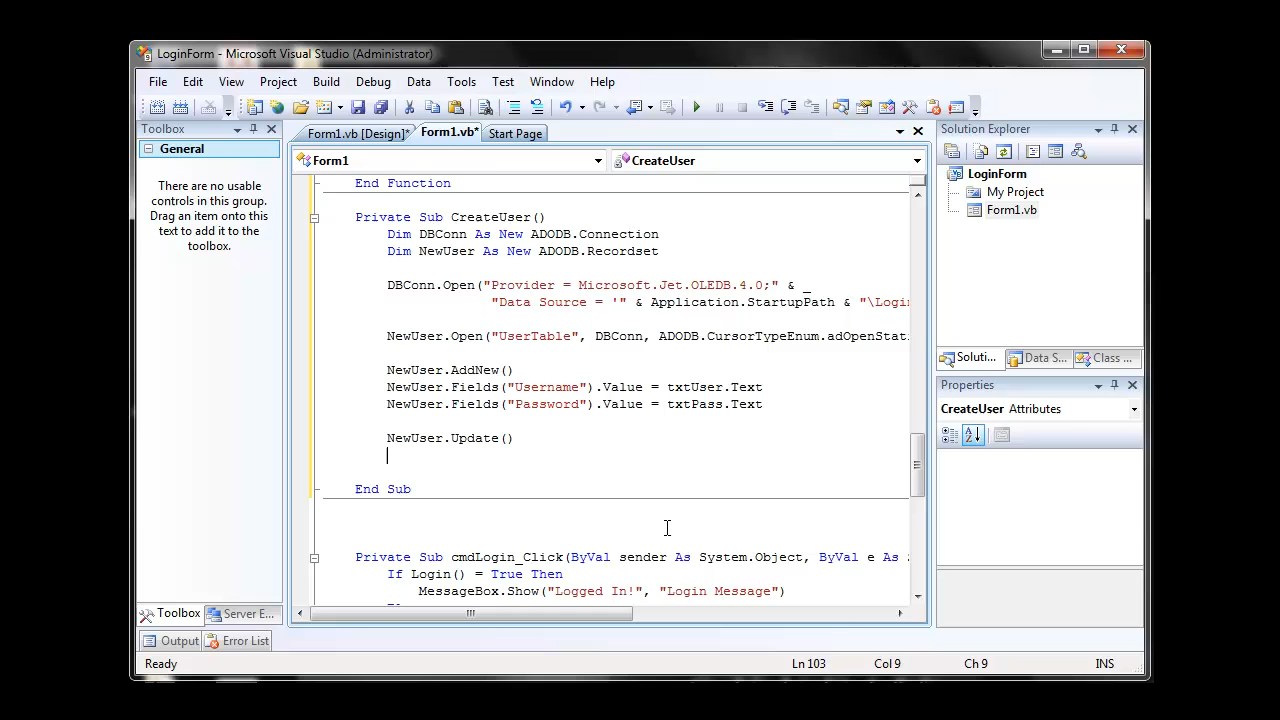 LoginForm - Microsoft Visual Studio (Administrator)
File Edit View Project Build Debug Data Tools Test Window Help
Toolbox
General
There are no usable
controls in this group.
Drag an item onto this
text to add it to the
toolbox.
Toolbox Server E...
Output Error List
Form1.vb [Design]* Form1.vb* Start Page
Form1 CreateUser
End Function
Private Sub CreateUser()
Dim DBConn As New ADODB.Connection
Dim NewUser As New ADODB.Recordset
DBConn.Open("Provider = Microsoft.Jet.OLEDB.4.0;" & _
"Data Source = '" & Application.StartupPath & "\Logi
NewUser.Open("UserTable", DBConn, ADODB.CursorTypeEnum.adOpenStati
NewUser.AddNew()
NewUser.Fields("Username").Value = txtUser.Text
NewUser.Fields("Password").Value = txtPass.Text
NewUser.Update()
End Sub
Private Sub cmdLogin_Click(ByVal sender As System.Object, ByVal e As
If Login() = True Then
MessageBox.Show("Logged In!", "Login Message")
Solution Explorer
LoginForm
My Project
Form1.vb
Soluti... Data S... Class ...
Properties
CreateUser Attributes
Ready Ln 103 Col 9 Ch 9 INS